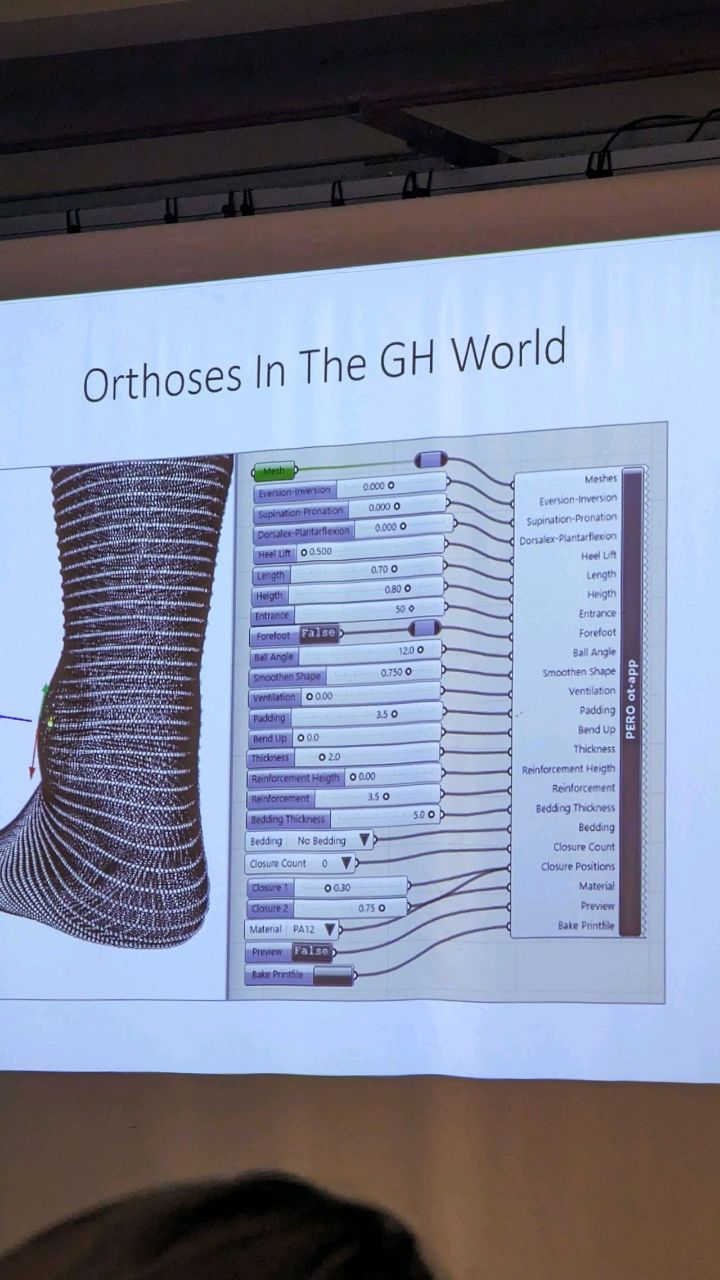 Orthoses In The GH World
Mesh
Eversion-Inversion 0.000
Supination-Pronation 0.000
Dorsalex-Plantarflexion 0.000
Heel Lift 0.500
Length 0.70
Heigth 0.80
Entrance 50
Forefoot False
Ball Angle 12.0
Smoothen Shape 0.750
Ventilation 0.00
Padding 3.5
Bend Up 0.0
Thickness 2.0
Reinforcement Heigth 0.00
Reinforcement 3.5
Bedding Thickness 5.0
Bedding No Bedding
Closure Count 0
Closure 1 0.30
Closure 2 0.75
Material PA12
Preview False
Bake Printfile
Meshes
Eversion-Inversion
Supination-Pronation
Dorsalex-Plantarflexion
Heel Lift
Length
Heigth
Entrance
Forefoot
Ball Angle
Smoothen Shape
Ventilation
Padding
Bend Up
Thickness
Reinforcement Heigth
Reinforcement
Bedding Thickness
Bedding
Closure Count
Closure Positions
Material
Preview
Bake Printfile
PERO ot-app